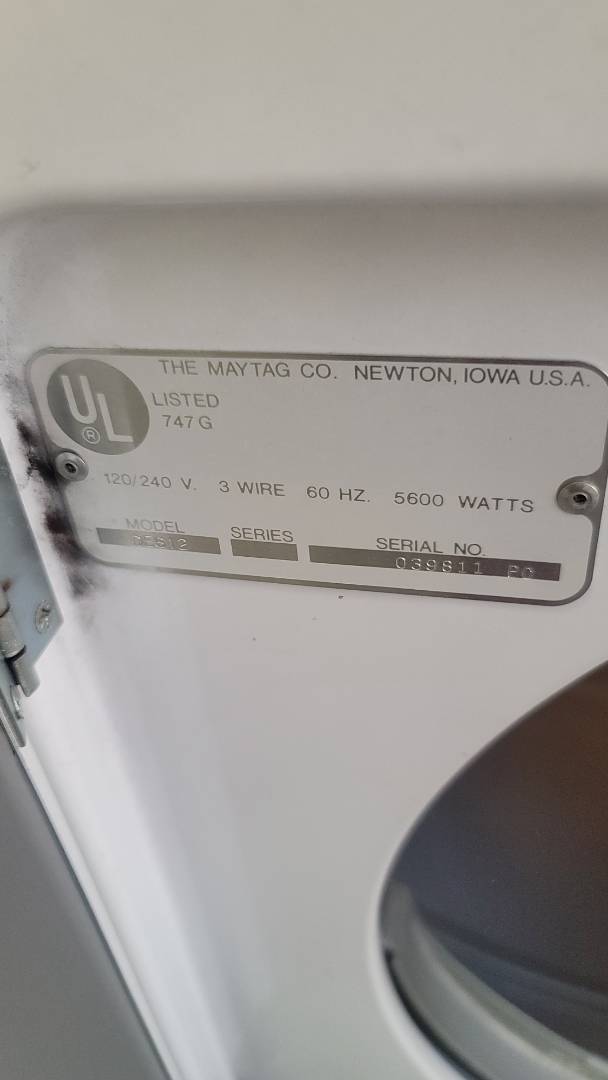 THE MAYTAG CO. NEWTON, IOWA U.S.A.
UL
®
LISTED
747 G
120/240 V. 3 WIRE 60 HZ. 5600 WATTS
MODEL SERIES SERIAL NO.
039611